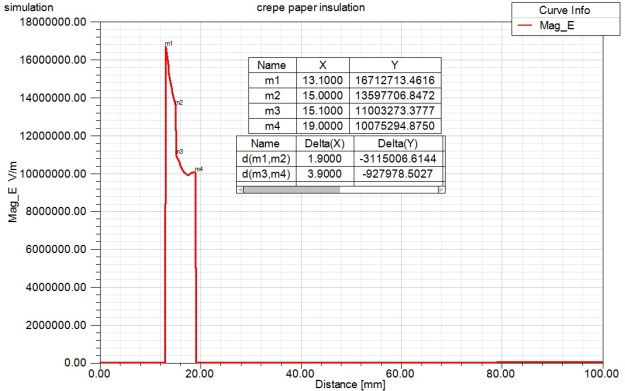 simulation crepe paper insulation
Curve Info
Mag_E
18000000.00
16000000.00
14000000.00
12000000.00
10000000.00
8000000.00
6000000.00
4000000.00
2000000.00
0.00
Mag_E V/m
m1
m2
m3
m4
Name X Y
m1 13.1000 16712713.4616
m2 15.0000 13597706.8472
m3 15.1000 11003273.3777
m4 19.0000 10075294.8750
Name Delta(X) Delta(Y)
d(m1,m2) 1.9000 -3115006.6144
d(m3,m4) 3.9000 -927978.5027
0.00 20.00 40.00 60.00 80.00 100.00
Distance [mm]